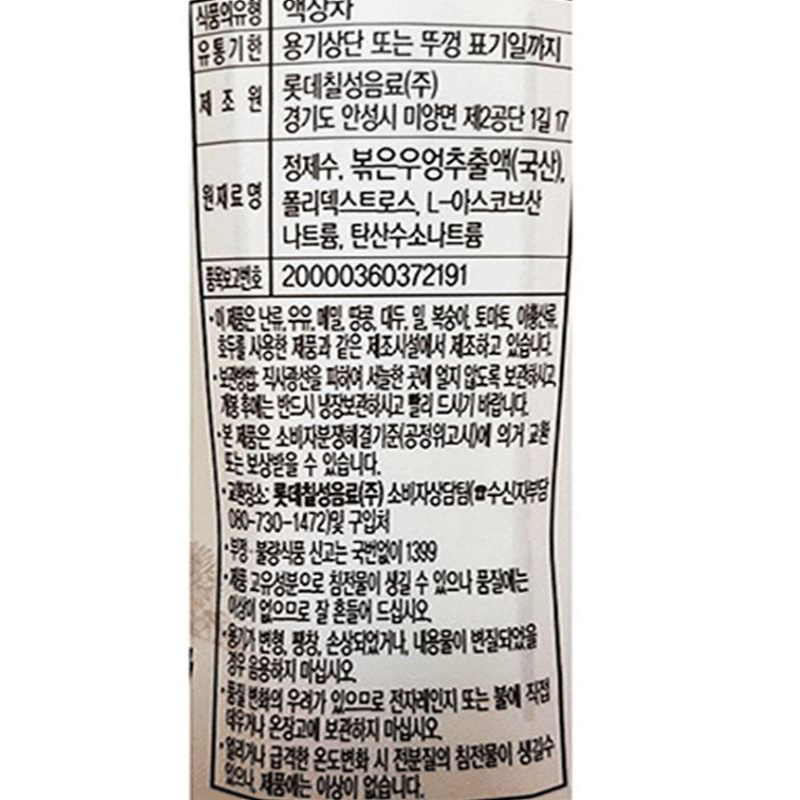 식품의유형 액상차
유통기한 용기상단 또는 뚜껑 표기일까지
제 조 원 롯데칠성음료(주)
경기도 안성시 미양면 제2공단 1길 17
원재료명 정제수, 볶은우엉추출액(국산),
폴리덱스트로스, L-아스코브산
나트륨, 탄산수소나트륨
품목보고번호 20000360372191
• 이 제품은 난류, 우유, 메밀, 땅콩, 대두, 밀, 복숭아, 토마토, 아황산류,
호두를 사용한 제품과 같은 제조시설에서 제조하고 있습니다.
• 보관방법: 직사광선을 피하여 서늘한 곳에 얼지 않도록 보관하시고,
개봉 후에는 반드시 냉장보관하시고 빨리 드시기 바랍니다.
• 본 제품은 소비자분쟁해결기준(공정위고시)에 의거 교환
또는 보상받을 수 있습니다.
• 교환장소: 롯데칠성음료(주) 소비자상담팀(☎수신자부담
080-730-1472)및 구입처
• 부정·불량식품 신고는 국번없이 1399
• 제품 고유성분으로 침전물이 생길 수 있으나 품질에는
이상이 없으므로 잘 흔들어 드십시오.
• 용기가 변형, 팽창, 손상되었거나, 내용물이 변질되었을
경우 음용하지 마십시오.
• 품질 변화의 우려가 있으므로 전자레인지 또는 불에 직접
데우거나 온장고에 보관하지 마십시오.
• 얼리거나 급격한 온도변화 시 전분질의 침전물이 생길수
있으나, 제품에는 이상이 없습니다.